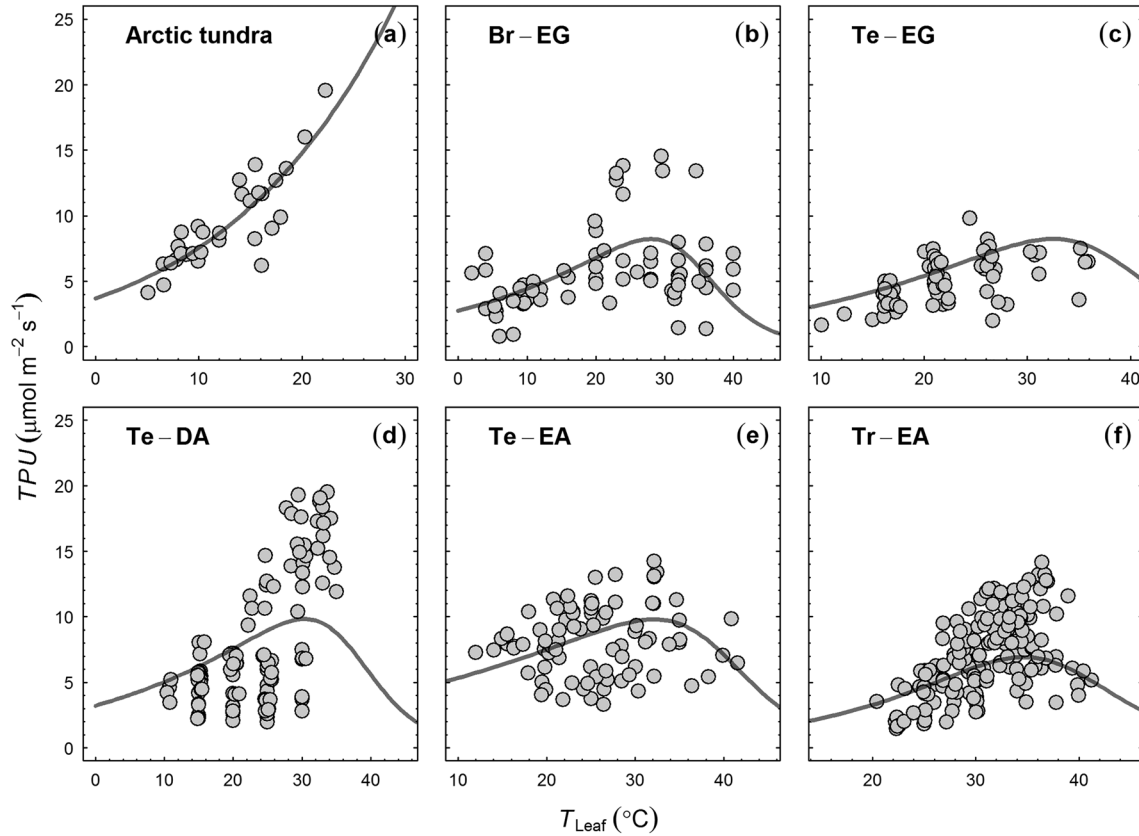 Arctic tundra (a)
Br – EG (b)
Te – EG (c)
25
20
15
10
5
0
0 10 20 30
0 10 20 30 40
10 20 30 40
TPU (μmol m−2 s−1)
Te – DA (d)
Te – EA (e)
Tr – EA (f)
25
20
15
10
5
0
0 10 20 30 40
10 20 30 40
20 30 40
TLeaf (°C)